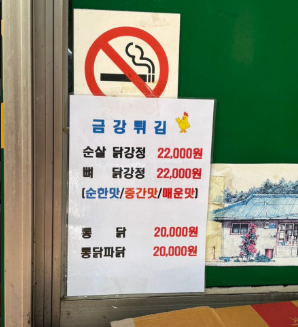 금강튀김
순살 닭강정 22,000원
뼈 닭강정 22,000원
(순한맛/중간맛/매운맛)
통 닭 20,000원
통닭파닭 20,000원